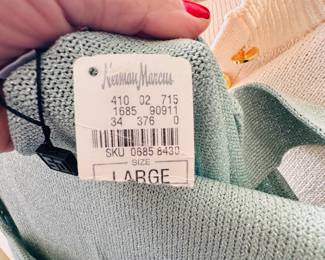 Neiman Marcus
410 02 715
1685 90911
34 376 0
SKU 0685 8430
SIZE
LARGE